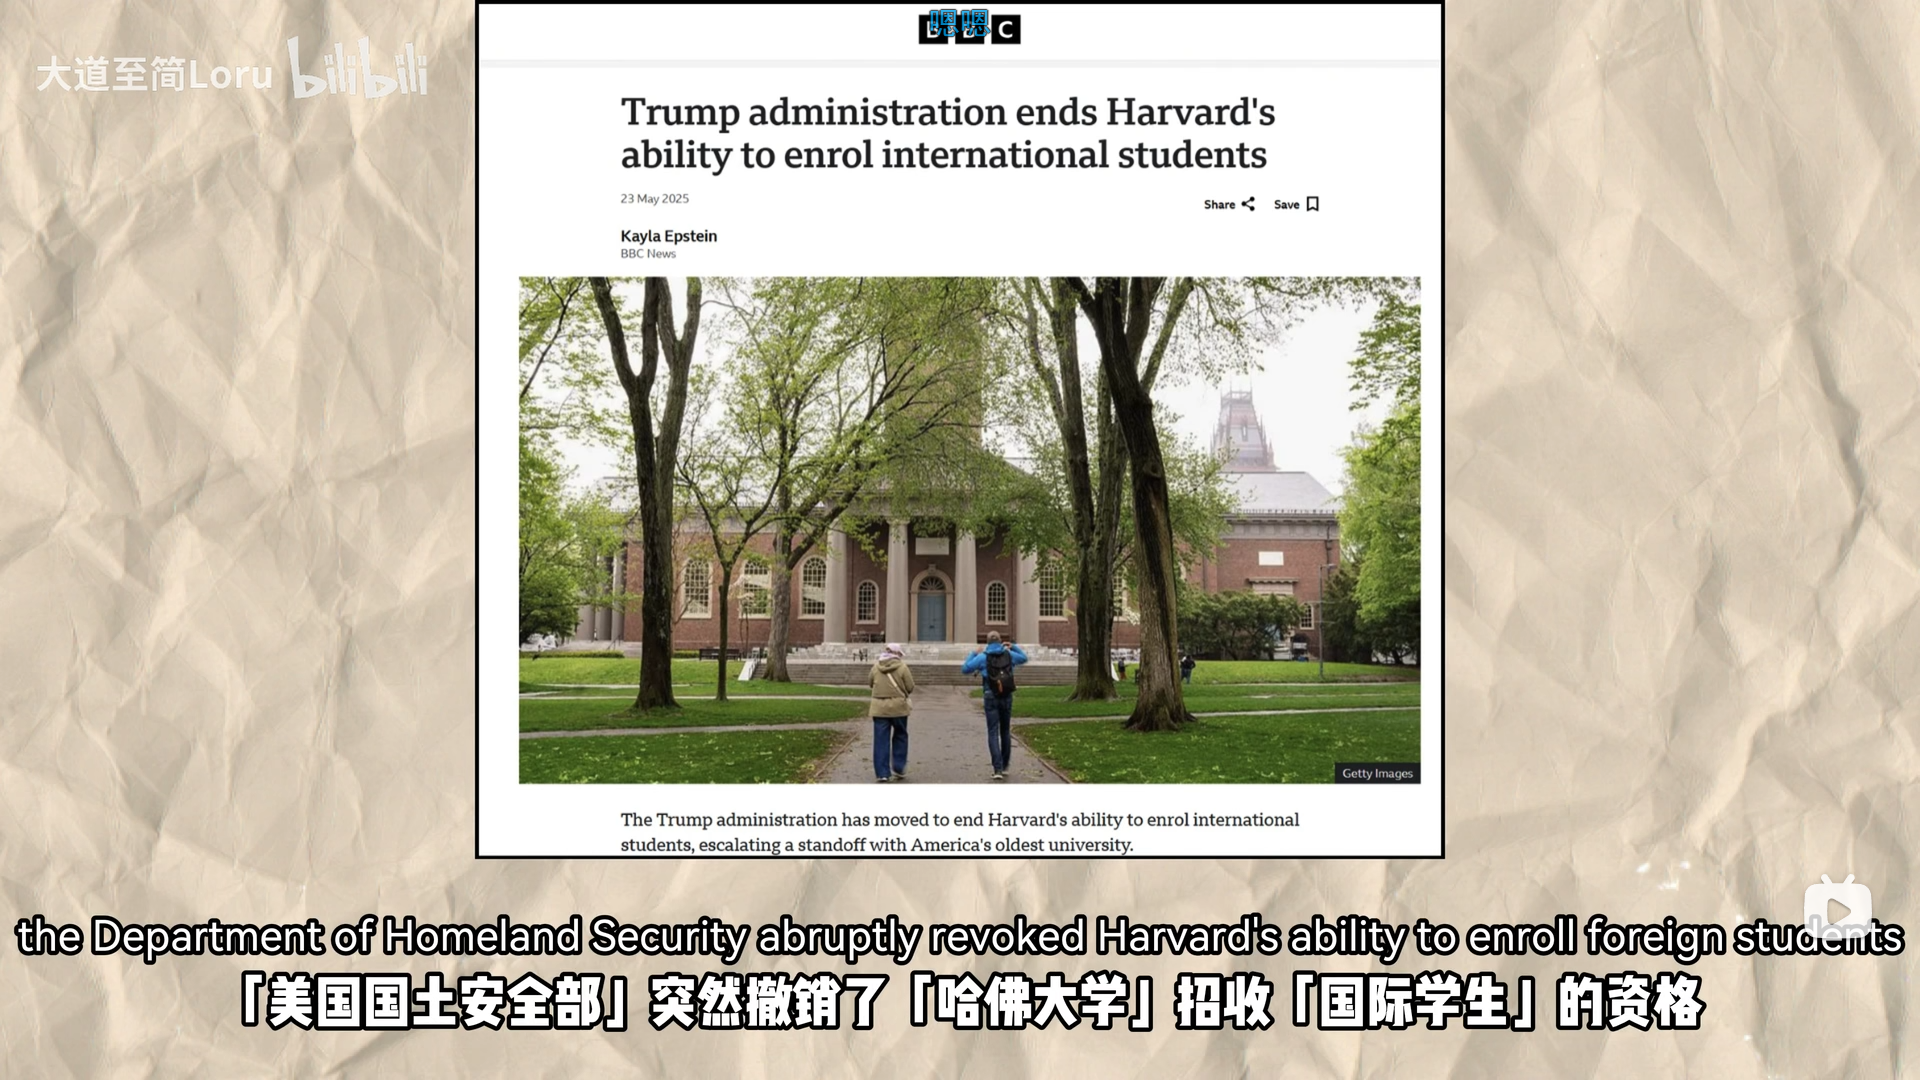 嗯嗯
BBC
大道至简Loru bilibili
Trump administration ends Harvard's
ability to enrol international students
23 May 2025
Share Save
Kayla Epstein
BBC News
Getty Images
The Trump administration has moved to end Harvard's ability to enrol international
students, escalating a standoff with America's oldest university.
the Department of Homeland Security abruptly revoked Harvard's ability to enroll foreign students
「美国国土安全部」突然撤销了「哈佛大学」招收「国际学生」的资格